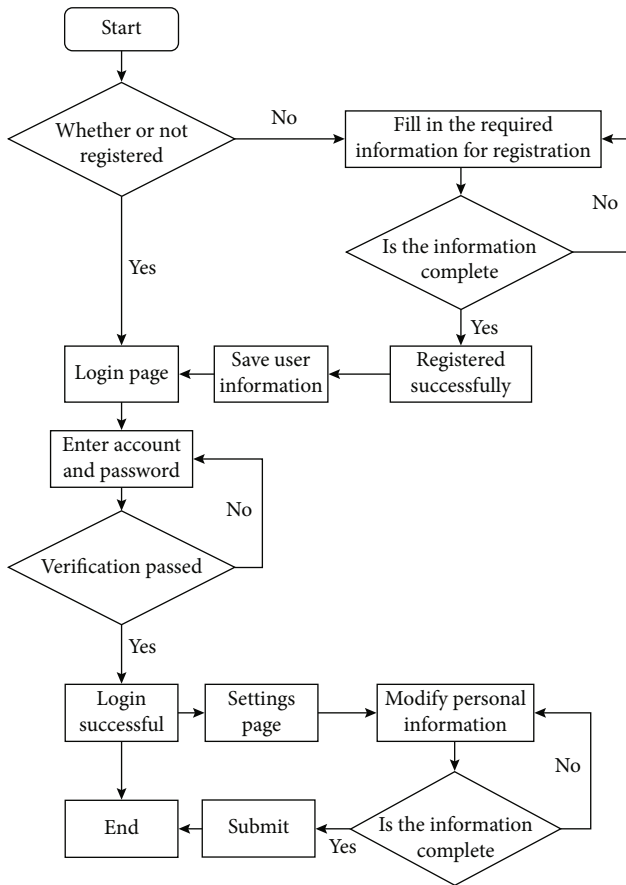 Start
Whether or not
registered
No
Fill in the required
information for registration
No
Is the information
complete
Yes
Yes
Login page
Save user
information
Registered
successfully
Enter account
and password
No
Verification passed
Yes
Login
successful
Settings
page
Modify personal
information
No
End
Submit
Yes
Is the information
complete